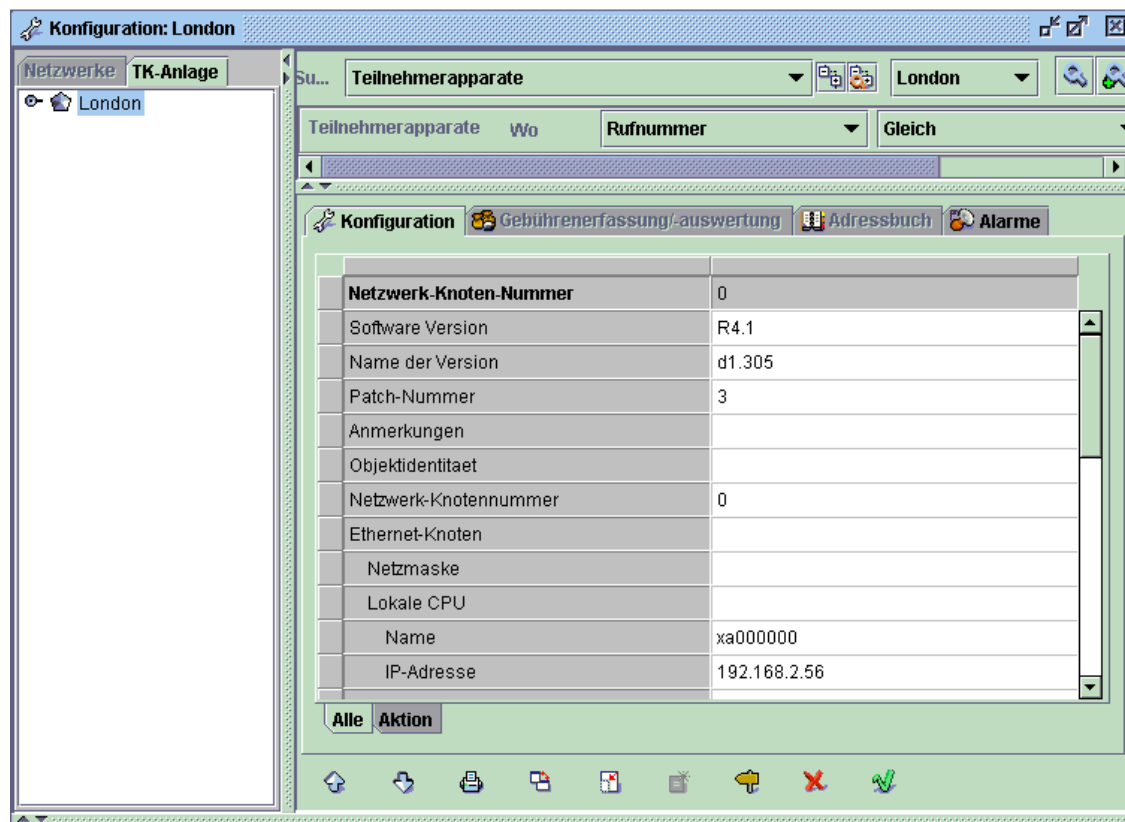 Konfiguration: London
Netzwerke TK-Anlage
London
Su... Teilnehmerapparate London
Teilnehmerapparate Wo Rufnummer Gleich
Konfiguration Gebührenerfassung/-auswertung Adressbuch Alarme
Netzwerk-Knoten-Nummer 0
Software Version R4.1
Name der Version d1.305
Patch-Nummer 3
Anmerkungen
Objektidentitaet
Netzwerk-Knotennummer 0
Ethernet-Knoten
Netzmaske
Lokale CPU
Name xa000000
IP-Adresse 192.168.2.56
Alle Aktion